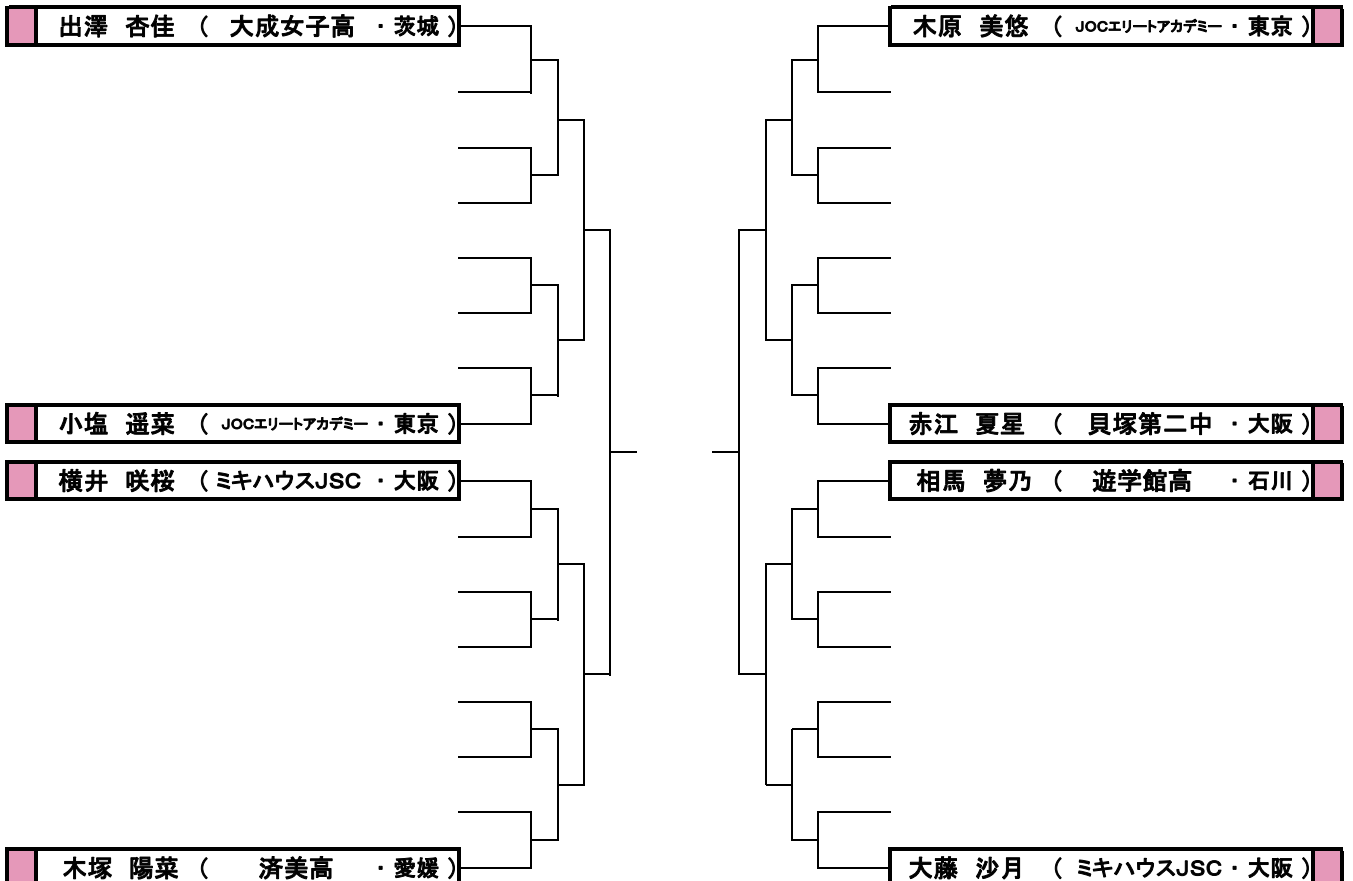 出澤 杏佳 ( 大成女子高 ・茨城 )
小塩 遥菜 ( JOCエリートアカデミー ・ 東京 )
横井 咲桜 ( ミキハウスJSC ・ 大阪 )
木塚 陽菜 ( 済美高 ・ 愛媛 )
木原 美悠 ( JOCエリートアカデミー ・ 東京 )
赤江 夏星 ( 貝塚第二中 ・ 大阪 )
相馬 夢乃 ( 遊学館高 ・ 石川 )
大藤 沙月 ( ミキハウスJSC ・ 大阪 )